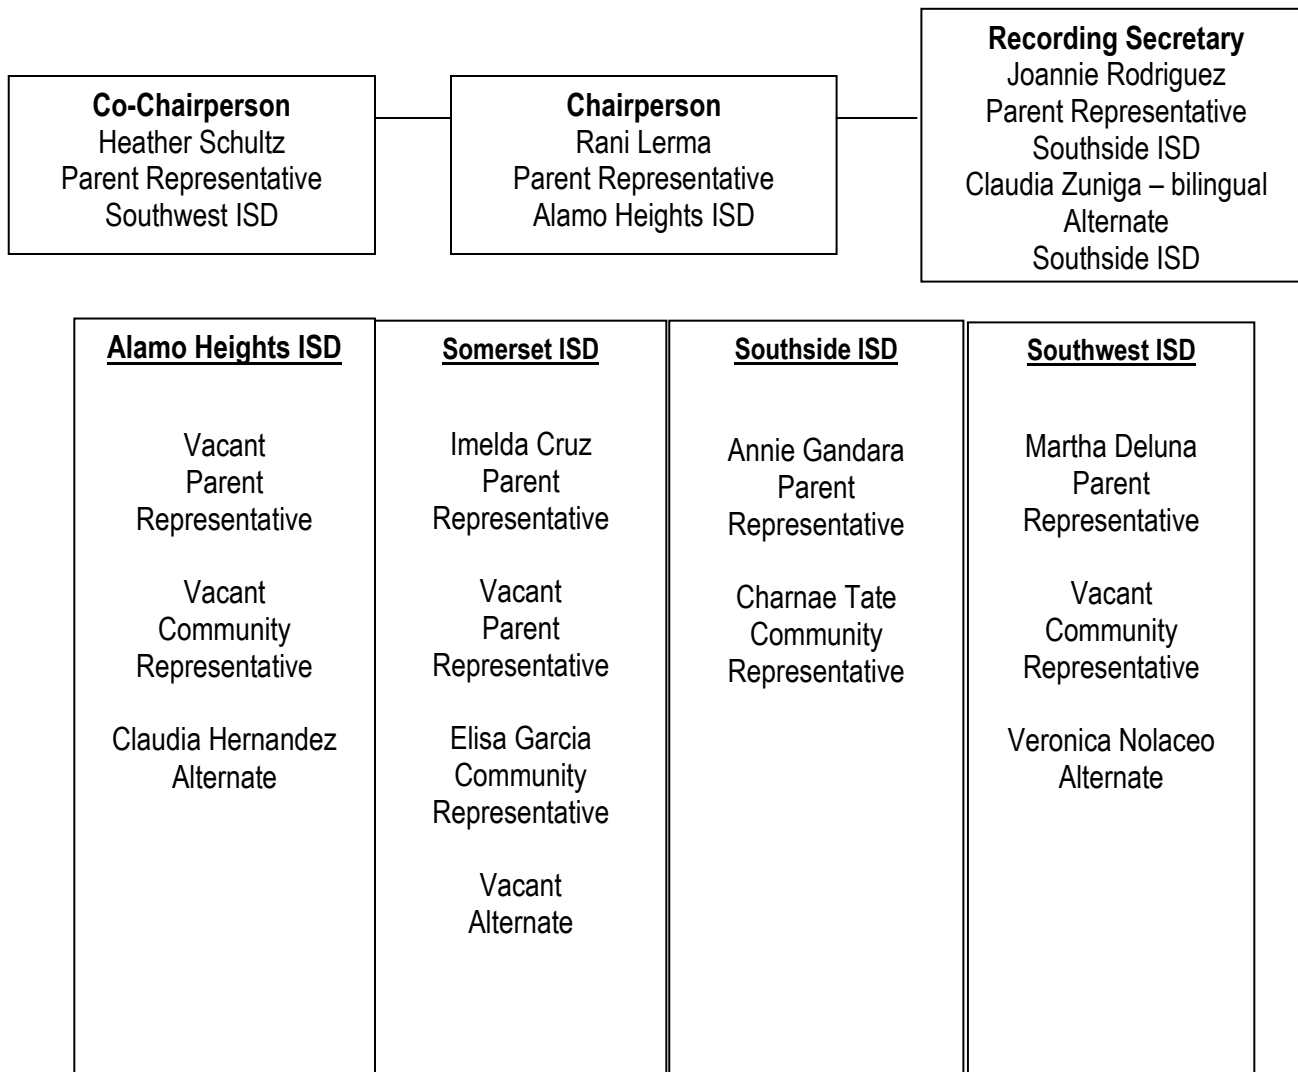 Co-Chairperson
Heather Schultz
Parent Representative
Southwest ISD
Chairperson
Rani Lerma
Parent Representative
Alamo Heights ISD
Recording Secretary
Joannie Rodriguez
Parent Representative
Southside ISD
Claudia Zuniga – bilingual
Alternate
Southside ISD
Alamo Heights ISD
Vacant
Parent
Representative
Vacant
Community
Representative
Claudia Hernandez
Alternate
Somerset ISD
Imelda Cruz
Parent
Representative
Vacant
Parent
Representative
Elisa Garcia
Community
Representative
Vacant
Alternate
Southside ISD
Annie Gandara
Parent
Representative
Charnae Tate
Community
Representative
Southwest ISD
Martha Deluna
Parent
Representative
Vacant
Community
Representative
Veronica Nolaceo
Alternate